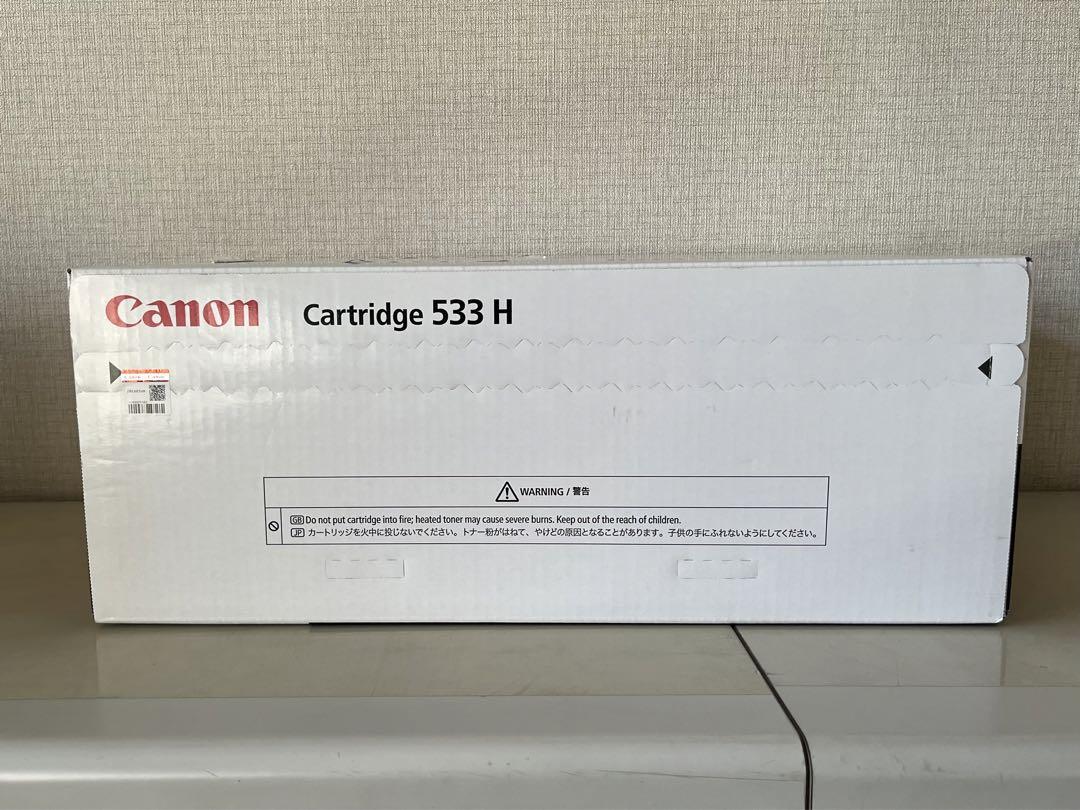 Canon Cartridge 533 H
WARNING / 警告
GB Do not put cartridge into fire; heated toner may cause severe burns. Keep out of the reach of children.
JP カートリッジを火中に投じないでください。トナー粉がはねて、やけどの原因となることがあります。子供の手にふれないようにしてください。